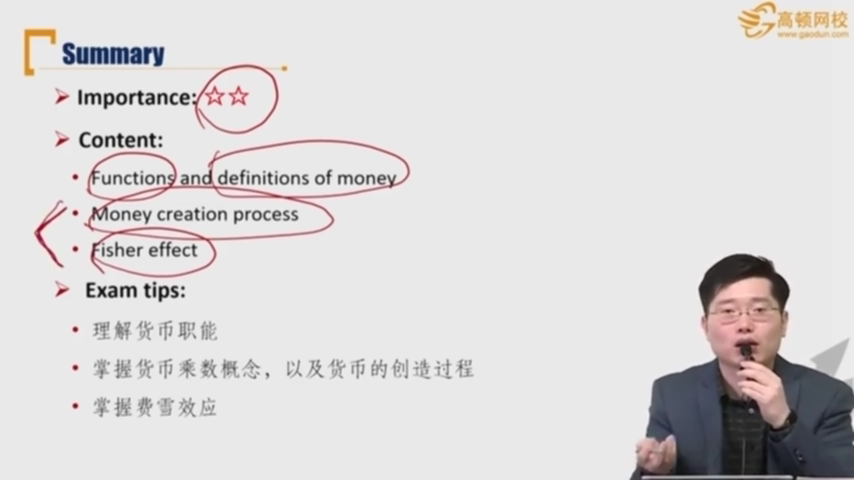 高顿网校
www.gaodun.com
Summary
Importance: ☆☆
Content:
Functions and definitions of money
Money creation process
Fisher effect
Exam tips:
理解货币职能
掌握货币乘数概念，以及货币的创造过程
掌握费雪效应